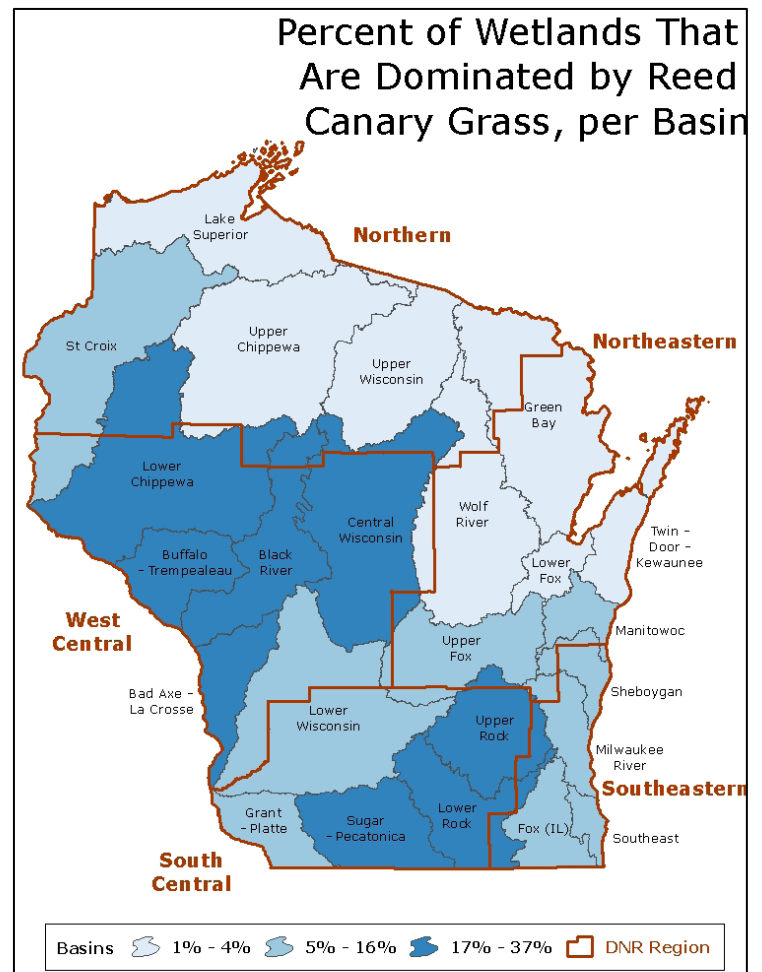 Percent of Wetlands That
Are Dominated by Reed
Canary Grass, per Basin
Lake
Superior
Northern
St Croix
Upper
Chippewa
Northeastern
Upper
Wisconsin
Green
Bay
Lower
Chippewa
Wolf
River
Central
Wisconsin
Twin -
Door -
Kewaunee
Buffalo
- Trempealeau
Black
River
Lower
Fox
West
Central
Manitowoc
Upper
Fox
Bad Axe -
La Crosse
Sheboygan
Lower
Wisconsin
Upper
Rock
Milwaukee
River
Southeastern
Grant
- Platte
Sugar
- Pecatonica
Lower
Rock
Fox (IL)
Southeast
South
Central
Basins 1% - 4% 5% - 16% 17% - 37% DNR Region